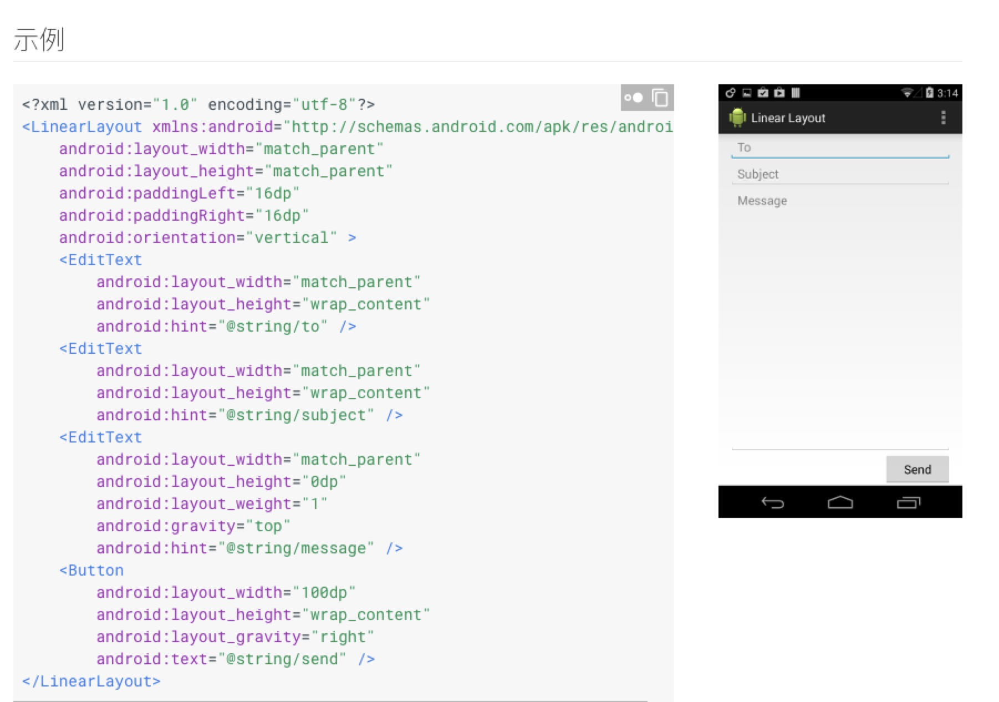 示例
<?xml version="1.0" encoding="utf-8"?>
<LinearLayout xmlns:android="http://schemas.android.com/apk/res/androi
    android:layout_width="match_parent"
    android:layout_height="match_parent"
    android:paddingLeft="16dp"
    android:paddingRight="16dp"
    android:orientation="vertical" >
    <EditText
        android:layout_width="match_parent"
        android:layout_height="wrap_content"
        android:hint="@string/to" />
    <EditText
        android:layout_width="match_parent"
        android:layout_height="wrap_content"
        android:hint="@string/subject" />
    <EditText
        android:layout_width="match_parent"
        android:layout_height="0dp"
        android:layout_weight="1"
        android:gravity="top"
        android:hint="@string/message" />
    <Button
        android:layout_width="100dp"
        android:layout_height="wrap_content"
        android:layout_gravity="right"
        android:text="@string/send" />
</LinearLayout>
3:14
Linear Layout
To
Subject
Message
Send